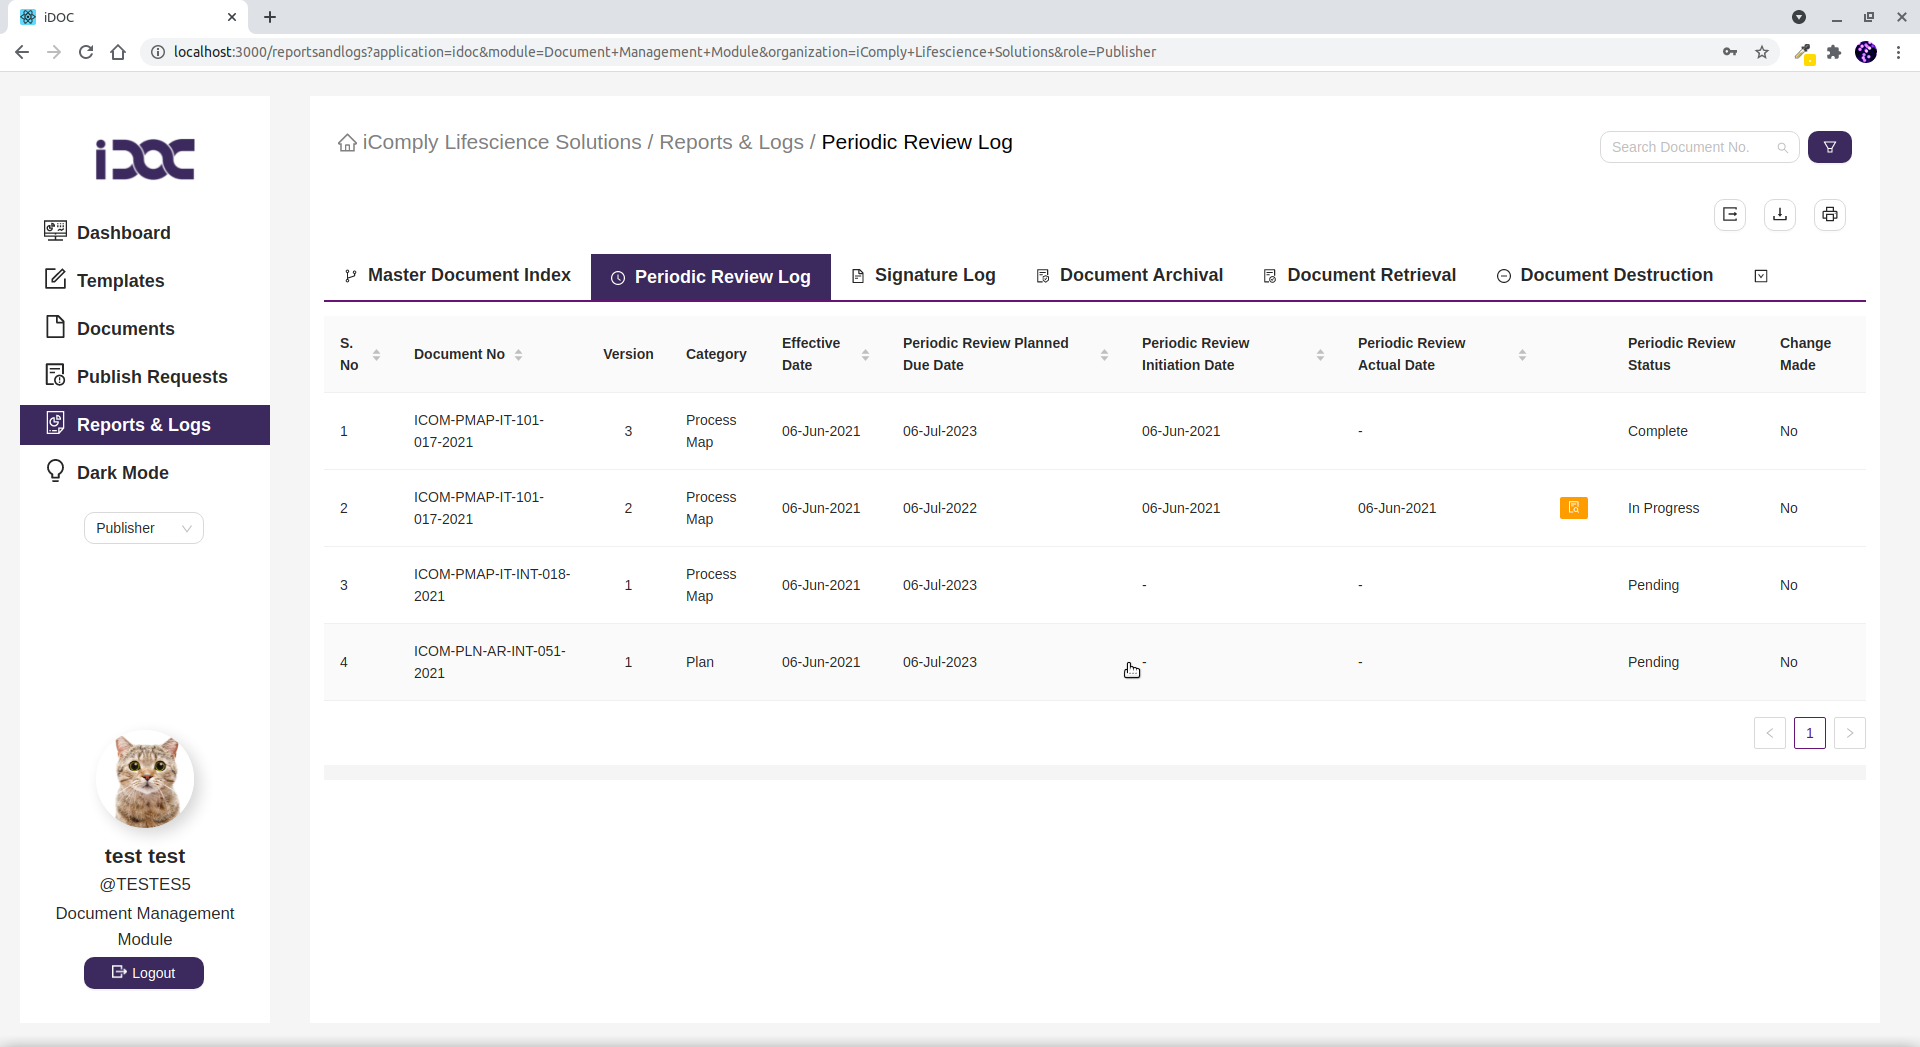 iDOC
localhost:3000/reportsandlogs?application=idoc&module=Document+Management+Module&organization=iComply+Lifescience+Solutions&role=Publisher
iDOC
Dashboard
Templates
Documents
Publish Requests
Reports & Logs
Dark Mode
Publisher
test test
@TESTES5
Document Management
Module
Logout
iComply Lifescience Solutions / Reports & Logs / Periodic Review Log
Search Document No.
Master Document Index Periodic Review Log Signature Log Document Archival Document Retrieval Document Destruction
S. No Document No Version Category Effective Date Periodic Review Planned Due Date Periodic Review Initiation Date Periodic Review Actual Date Periodic Review Status Change Made
1 ICOM-PMAP-IT-101-017-2021 3 Process Map 06-Jun-2021 06-Jul-2023 06-Jun-2021 - Complete No
2 ICOM-PMAP-IT-101-017-2021 2 Process Map 06-Jun-2021 06-Jul-2022 06-Jun-2021 06-Jun-2021 In Progress No
3 ICOM-PMAP-IT-INT-018-2021 1 Process Map 06-Jun-2021 06-Jul-2023 - - Pending No
4 ICOM-PLN-AR-INT-051-2021 1 Plan 06-Jun-2021 06-Jul-2023 - - Pending No
< 1 >